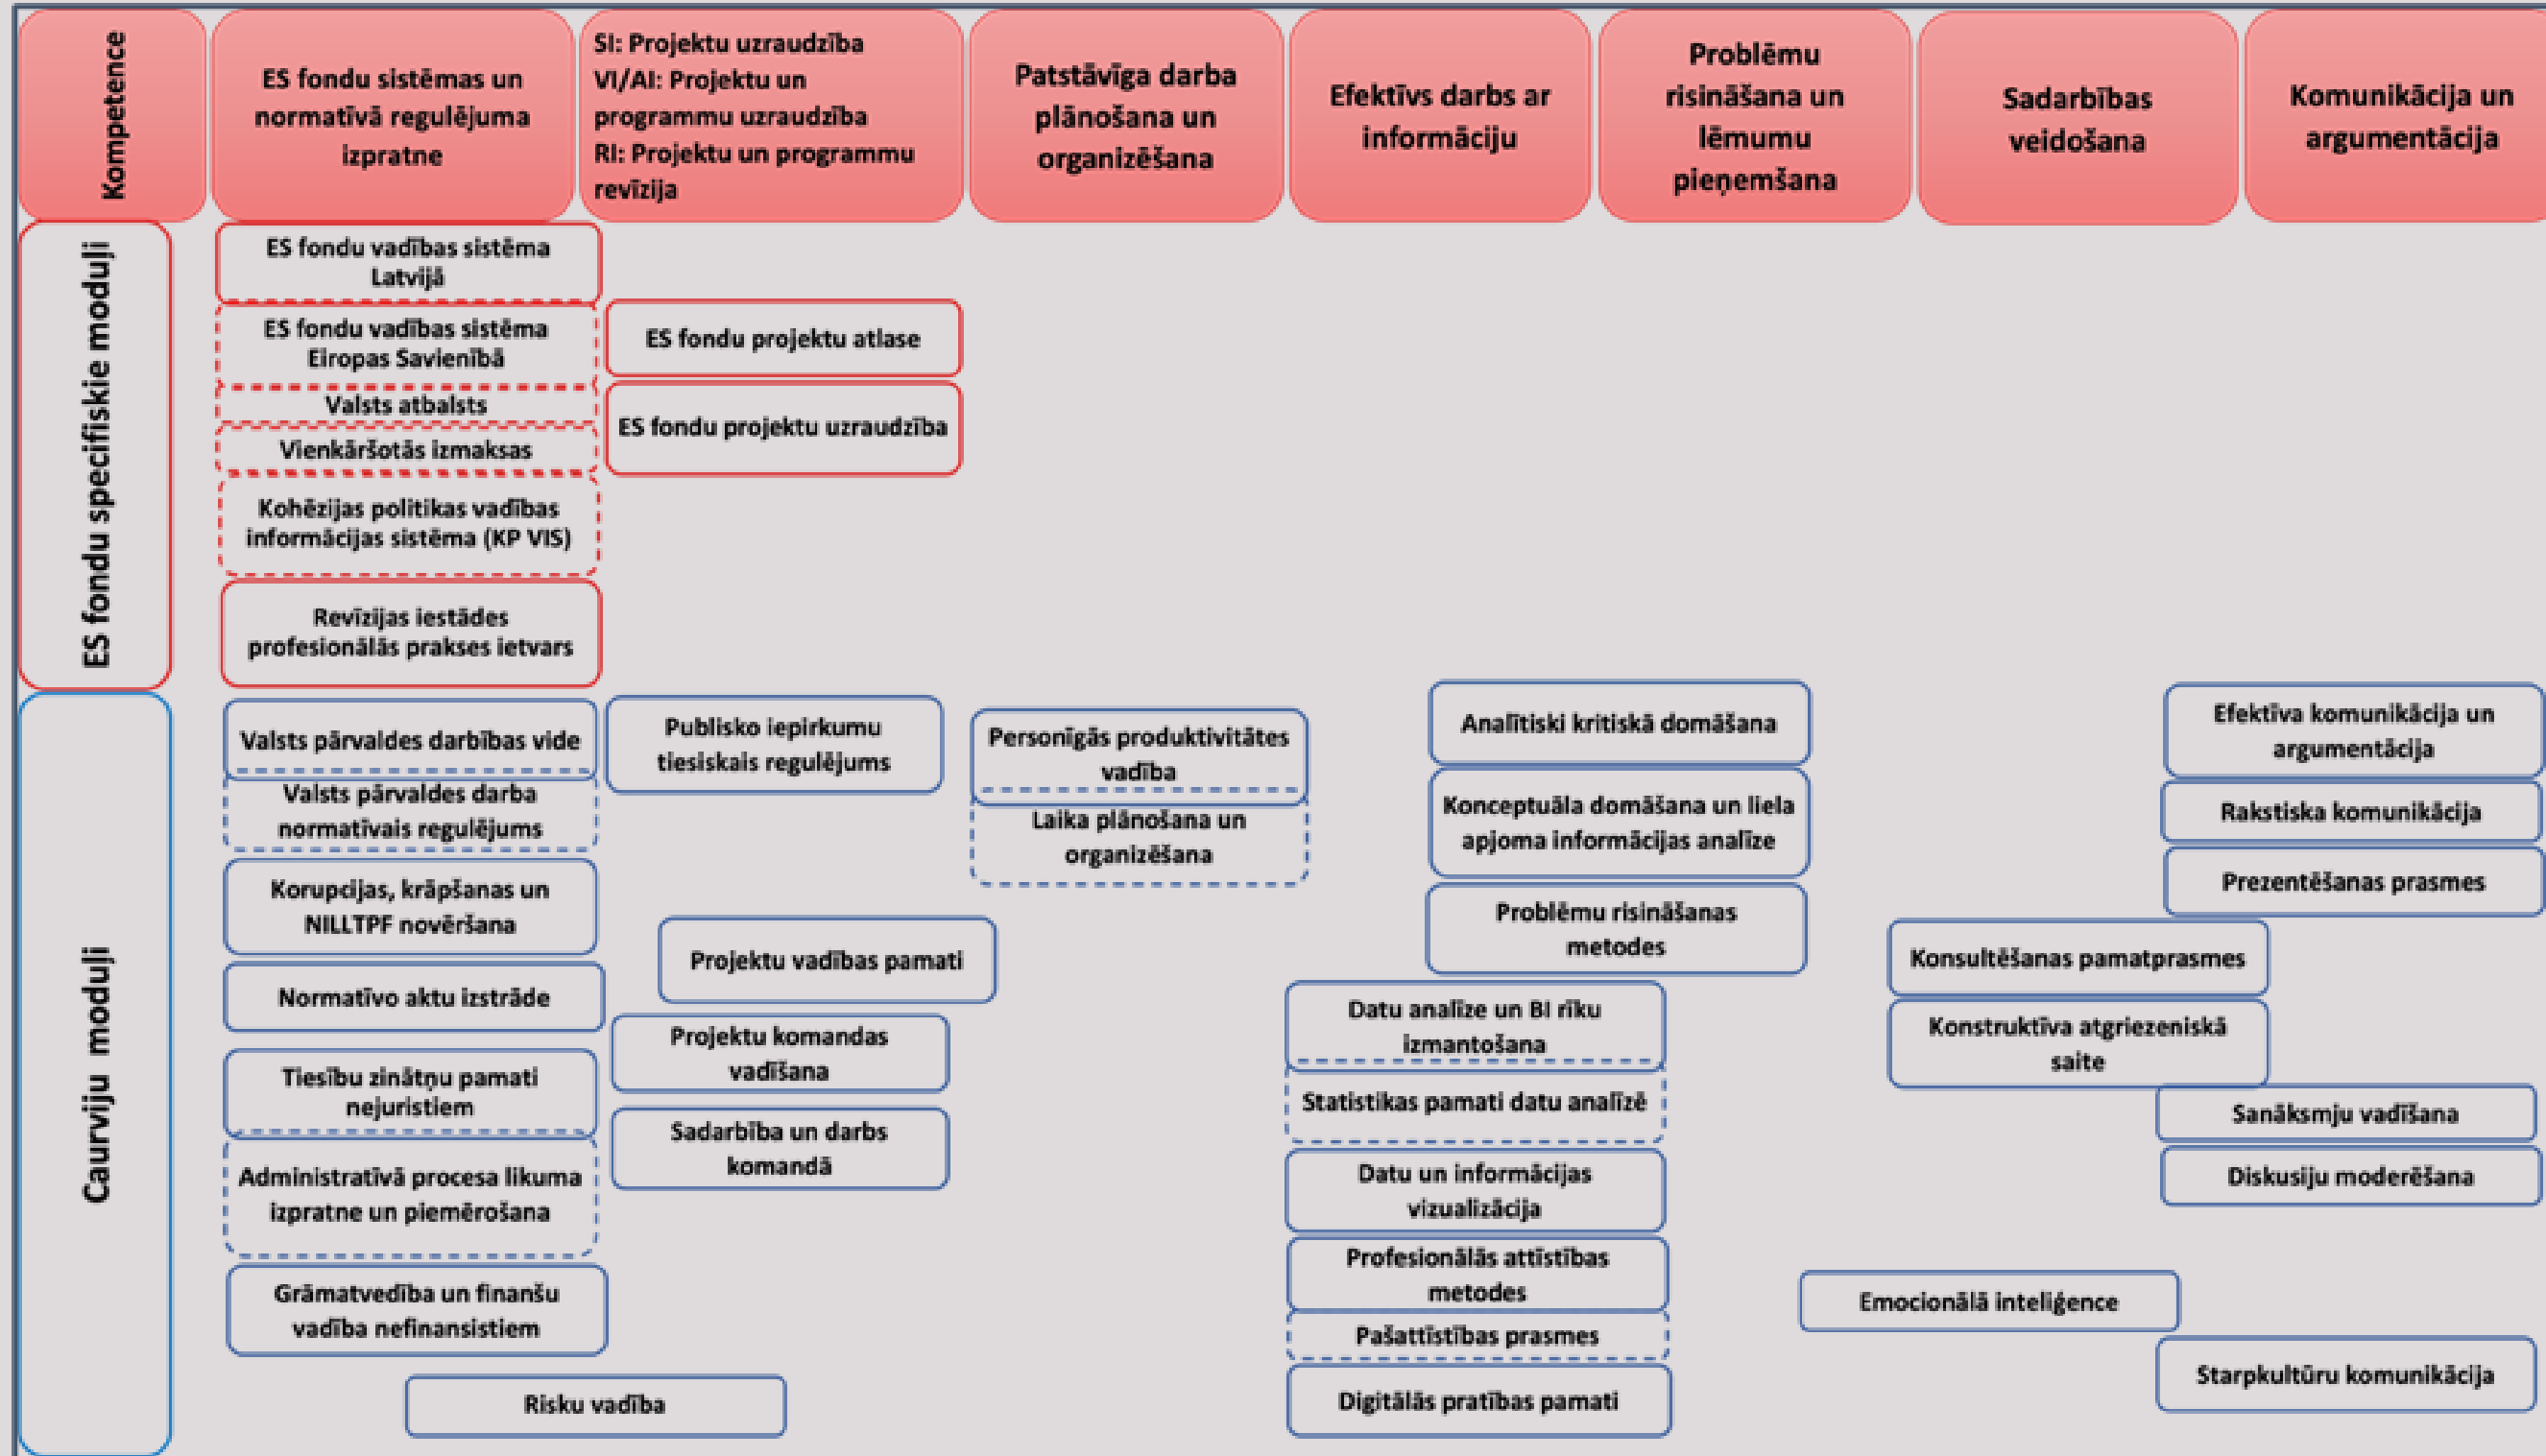 Kompetence
ES fondu sistēmas un
normatīvā regulējuma
izpratne
SI: Projektu uzraudzība
VI/AI: Projektu un
programmu uzraudzība
RI: Projektu un programmu
revīzija
Patstāvīga darba
plānošana un
organizēšana
Efektīvs darbs ar
informāciju
Problēmu
risināšana un
lēmumu
pieņemšana
Sadarbības
veidošana
Komunikācija un
argumentācija
ES fondu specifiskie moduļi
ES fondu vadības sistēma
Latvijā
ES fondu vadības sistēma
Eiropas Savienībā
Valsts atbalsts
Vienkāršotās izmaksas
Kohēzijas politikas vadības
informācijas sistēma (KP VIS)
Revīzijas iestādes
profesionālās prakses ietvars
ES fondu projektu atlase
ES fondu projektu uzraudzība
Caurviju moduļi
Valsts pārvaldes darbības vide
Valsts pārvaldes darba
normatīvais regulējums
Korupcijas, krāpšanas un
NILLTPF novēršana
Normatīvo aktu izstrāde
Tiesību zinātņu pamati
nejuristiem
Administratīvā procesa likuma
izpratne un piemērošana
Grāmatvedība un finanšu
vadība nefinansistiem
Risku vadība
Publisko iepirkumu
tiesiskais regulējums
Projektu vadības pamati
Projektu komandas
vadīšana
Sadarbība un darbs
komandā
Personīgās produktivitātes
vadība
Laika plānošana un
organizēšana
Analītiski kritiskā domāšana
Konceptuāla domāšana un liela
apjoma informācijas analīze
Problēmu risināšanas
metodes
Datu analīze un BI rīku
izmantošana
Statistikas pamati datu analīzē
Datu un informācijas
vizualizācija
Profesionālās attīstības
metodes
Pašattīstības prasmes
Digitālās pratības pamati
Efektīva komunikācija un
argumentācija
Rakstiska komunikācija
Prezentēšanas prasmes
Konsultēšanas pamatprasmes
Konstruktīva atgriezeniskā
saite
Sanāksmju vadīšana
Diskusiju moderēšana
Emocionālā inteliģence
Starpkultūru komunikācija